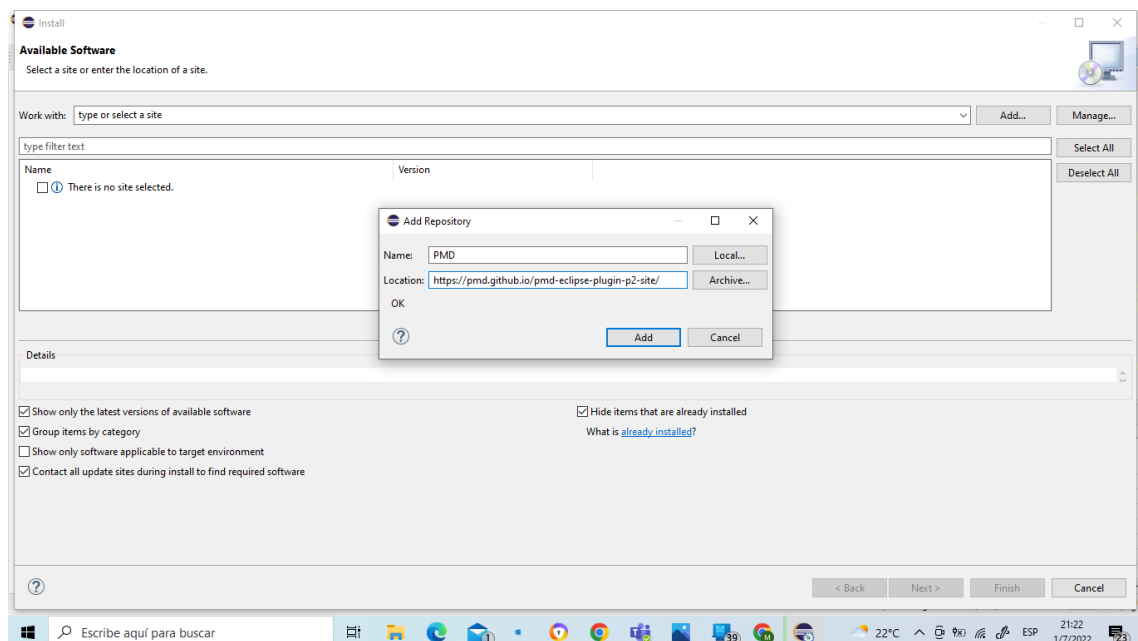 Install
Available Software
Select a site or enter the location of a site.
Work with: type or select a site Add... Manage...
type filter text Select All
Name Version Deselect All
There is no site selected.
Add Repository
Name: PMD Local...
Location: https://pmd.github.io/pmd-eclipse-plugin-p2-site/ Archive...
OK
Add Cancel
Details
Show only the latest versions of available software Hide items that are already installed
Group items by category What is already installed?
Show only software applicable to target environment
Contact all update sites during install to find required software
< Back Next > Finish Cancel
Escribe aquí para buscar 1 39 22°C ESP 21:22
1/7/2022 23